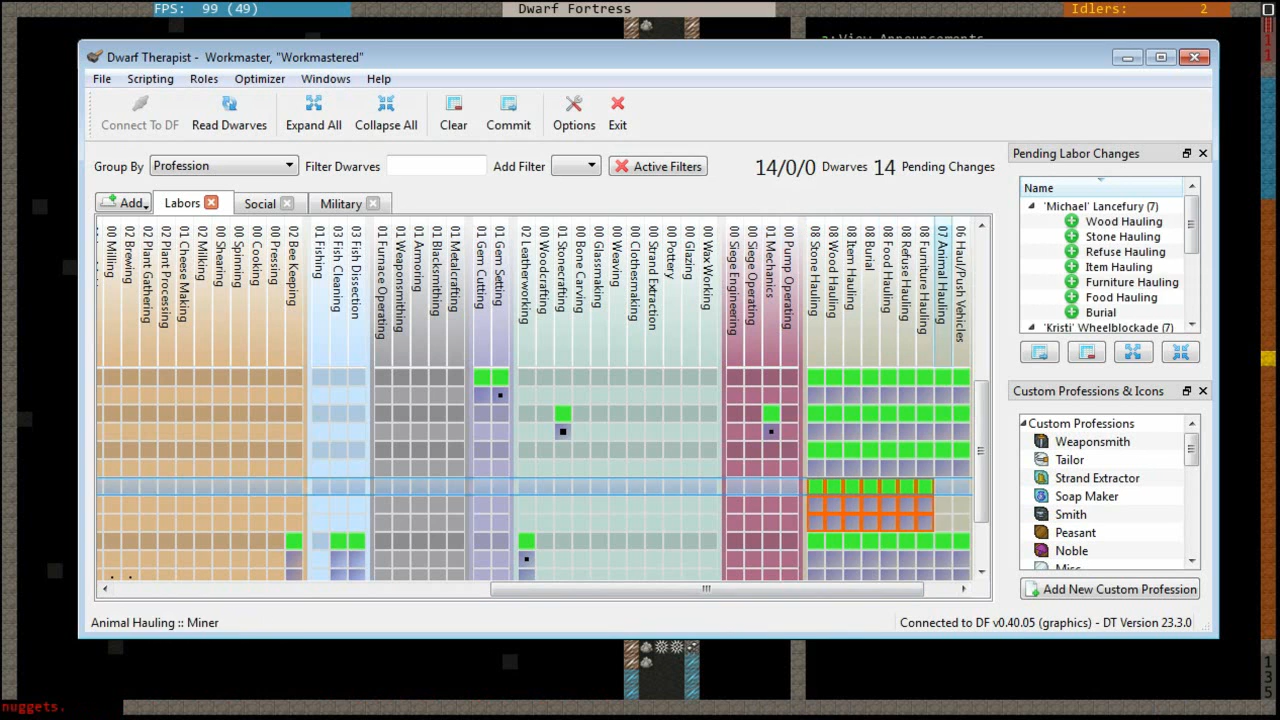 FPS: 99 (49)
Dwarf Fortress
Idlers: 2
a:View Announcements
Dwarf Therapist - Workmaster, "Workmastered"
File Scripting Roles Optimizer Windows Help
Connect To DF Read Dwarves Expand All Collapse All Clear Commit Options Exit
Group By Profession Filter Dwarves Add Filter Active Filters 14/0/0 Dwarves 14 Pending Changes
Add Labors Social Military
00 Milling
02 Brewing
02 Plant Gathering
02 Plant Processing
01 Cheese Making
02 Milking
00 Shearing
00 Spinning
00 Cooking
00 Pressing
02 Bee Keeping
01 Fishing
03 Fish Cleaning
03 Fish Dissection
01 Furnace Operating
01 Weaponsmithing
01 Armoring
01 Blacksmithing
01 Metalcrafting
01 Gem Cutting
01 Gem Setting
02 Leatherworking
00 Woodcrafting
01 Stonecrafting
00 Bone Carving
00 Glassmaking
00 Weaving
00 Clothesmaking
00 Strand Extraction
00 Pottery
00 Glazing
00 Wax Working
00 Siege Engineering
00 Siege Operating
01 Mechanics
00 Pump Operating
08 Stone Hauling
08 Wood Hauling
08 Item Hauling
08 Burial
08 Food Hauling
08 Refuse Hauling
08 Furniture Hauling
07 Animal Hauling
06 Haul/Push Vehicles
Pending Labor Changes
Name
'Michael' Lancefury (7)
Wood Hauling
Stone Hauling
Refuse Hauling
Item Hauling
Furniture Hauling
Food Hauling
Burial
'Kristi' Wheelblockade (7)
Custom Professions & Icons
Custom Professions
Weaponsmith
Tailor
Strand Extractor
Soap Maker
Smith
Peasant
Noble
Misc
Add New Custom Profession
Animal Hauling :: Miner
Connected to DF v0.40.05 (graphics) - DT Version 23.3.0
nuggets.
1
1
1
3
5